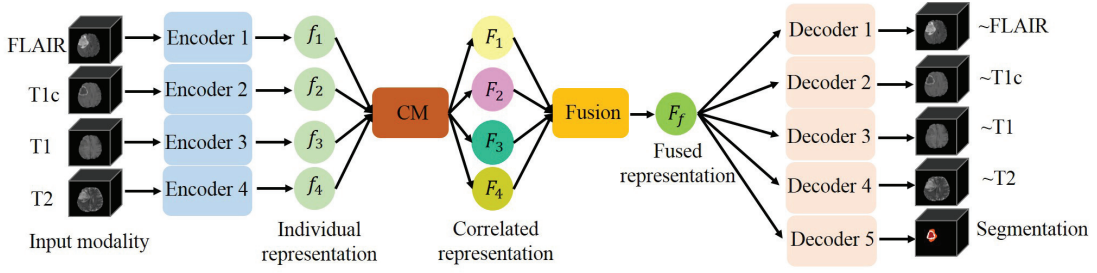 FLAIR
Encoder 1
f1
F1
Decoder 1
~FLAIR
T1c
Encoder 2
f2
F2
Decoder 2
~T1c
CM
Fusion
Ff
T1
Encoder 3
f3
F3
Decoder 3
~T1
Fused
representation
T2
Encoder 4
f4
F4
Decoder 4
~T2
Input modality
Individual
representation
Correlated
representation
Decoder 5
Segmentation